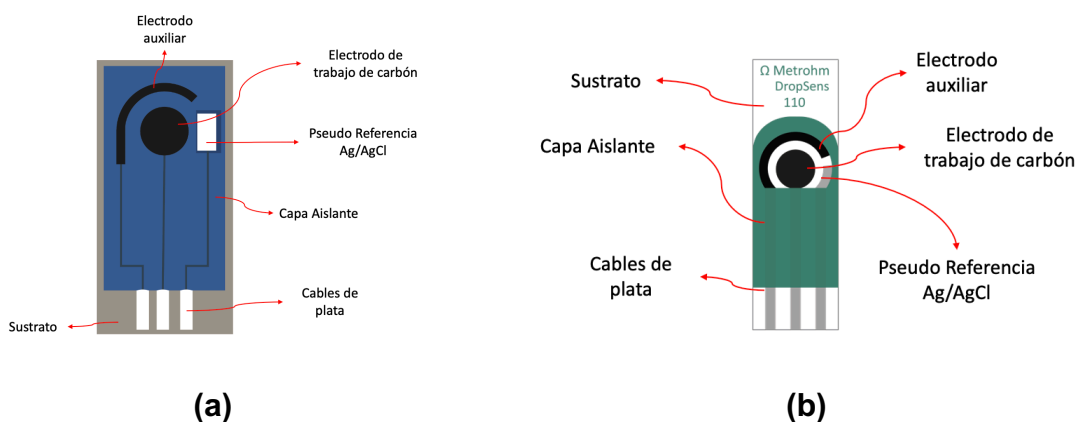 Electrodo
auxiliar
Electrodo de
trabajo de carbón
Pseudo Referencia
Ag/AgCl
Capa Aislante
Cables de
plata
Sustrato
(a)
Sustrato
Ω Metrohm
DropSens
110
Electrodo
auxiliar
Capa Aislante
Electrodo de
trabajo de carbón
Cables de
plata
Pseudo Referencia
Ag/AgCl
(b)